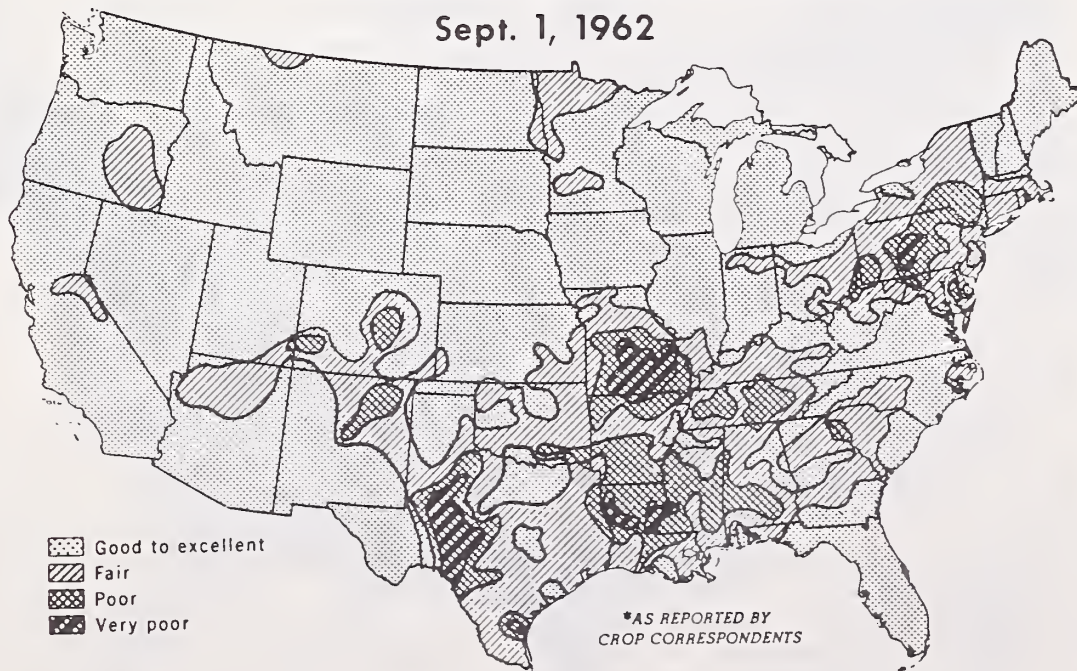 Sept. 1, 1962
Good to excellent
Fair
Poor
Very poor
*AS REPORTED BY
CROP CORRESPONDENTS